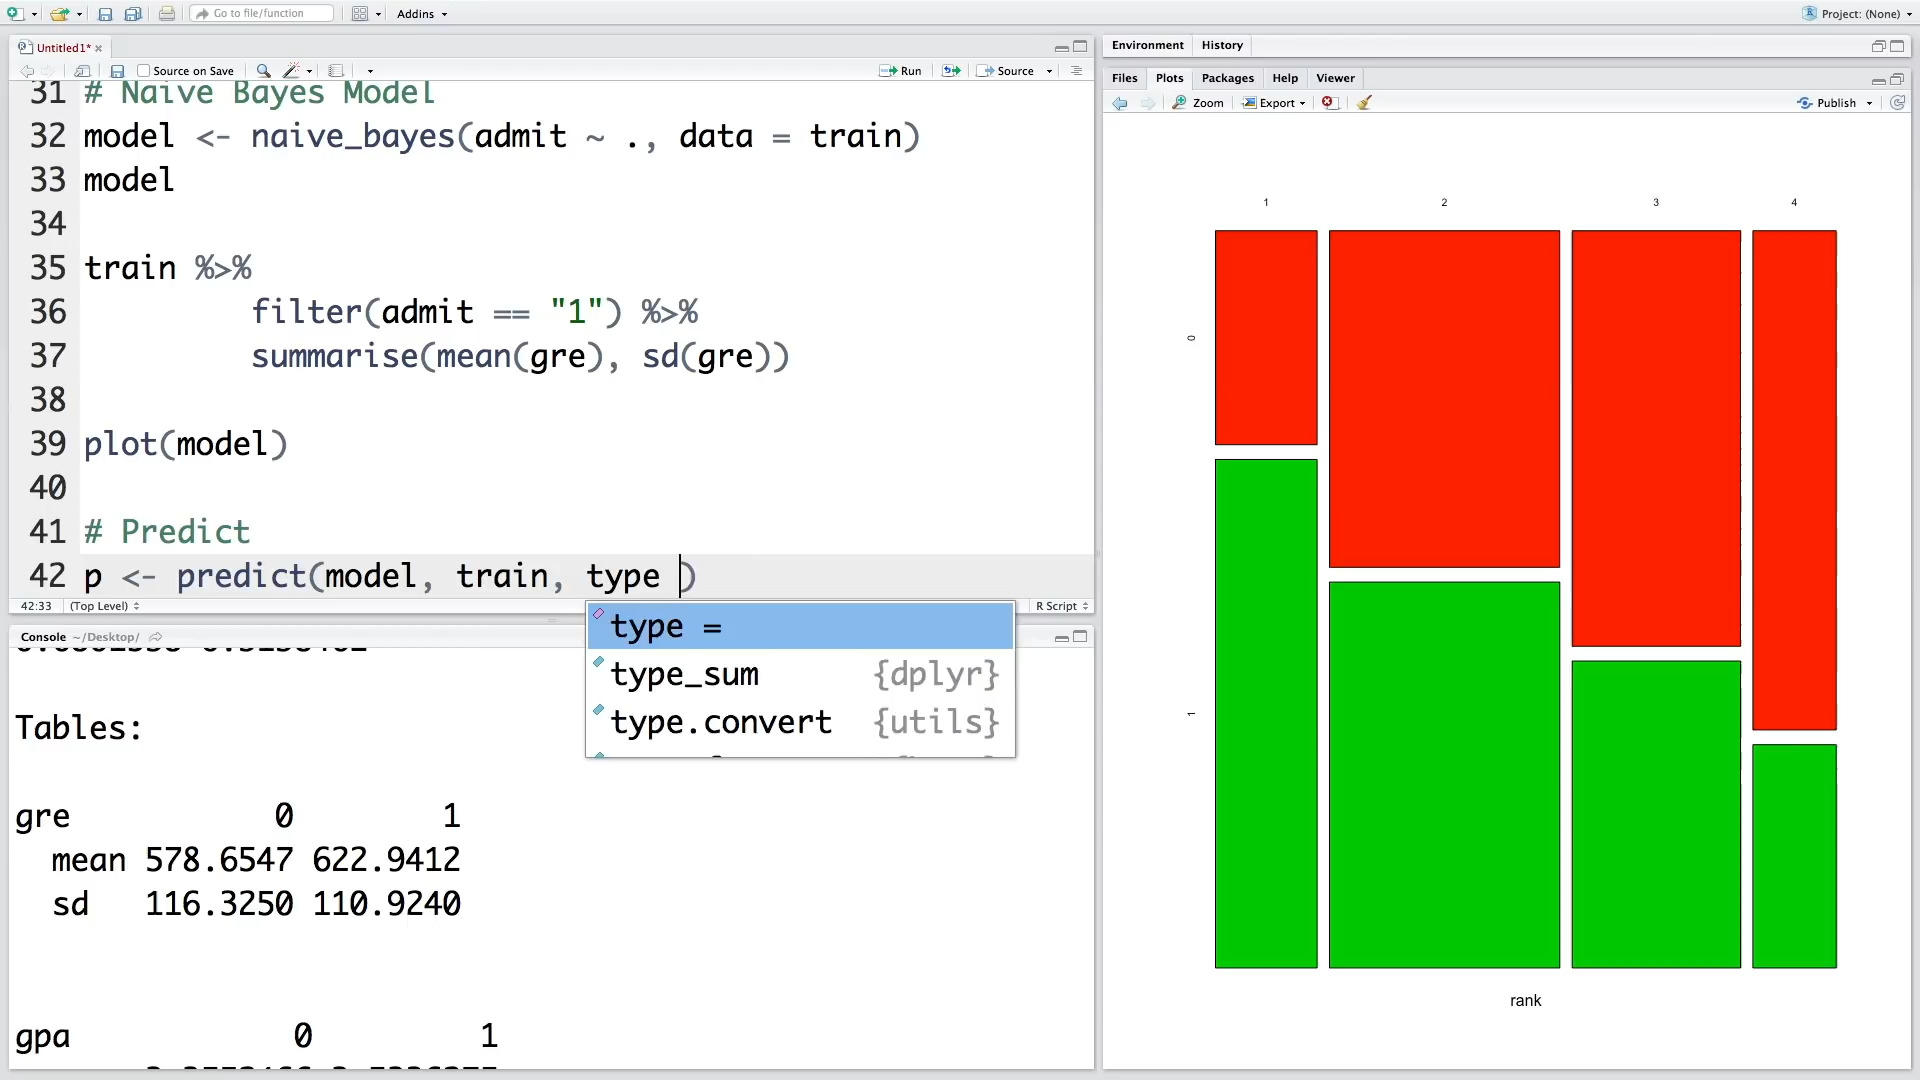 Go to file/function
Addins
Project: (None)
Untitled1*
Source on Save
Run
Source
31 # Naive Bayes Model
32 model <- naive_bayes(admit ~ ., data = train)
33 model
34
35 train %>%
36 filter(admit == "1") %>%
37 summarise(mean(gre), sd(gre))
38
39 plot(model)
40
41 # Predict
42 p <- predict(model, train, type )
type =
type_sum {dplyr}
type.convert {utils}
42:33 (Top Level) R Script
Console ~/Desktop/
Tables:
gre 0 1
mean 578.6547 622.9412
sd 116.3250 110.9240
gpa 0 1
Environment History
Files Plots Packages Help Viewer
Zoom Export Publish
1 2 3 4
0
1
rank